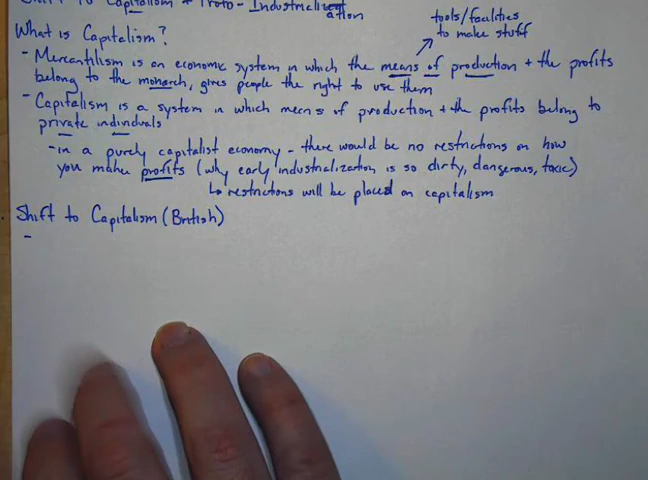 Shift to Capitalism + Proto-Industrialization
tools/facilities
to make stuff
What is Capitalism?
- Mercantilism is an economic system in which the means of production + the profits
belong to the monarch, gives people the right to use them
- Capitalism is a system in which means of production + the profits belong to
private individuals
- in a purely capitalist economy - there would be no restrictions on how
you make profits (why early industrialization is so dirty, dangerous, toxic)
↳ restrictions will be placed on capitalism
Shift to Capitalism (British)
-